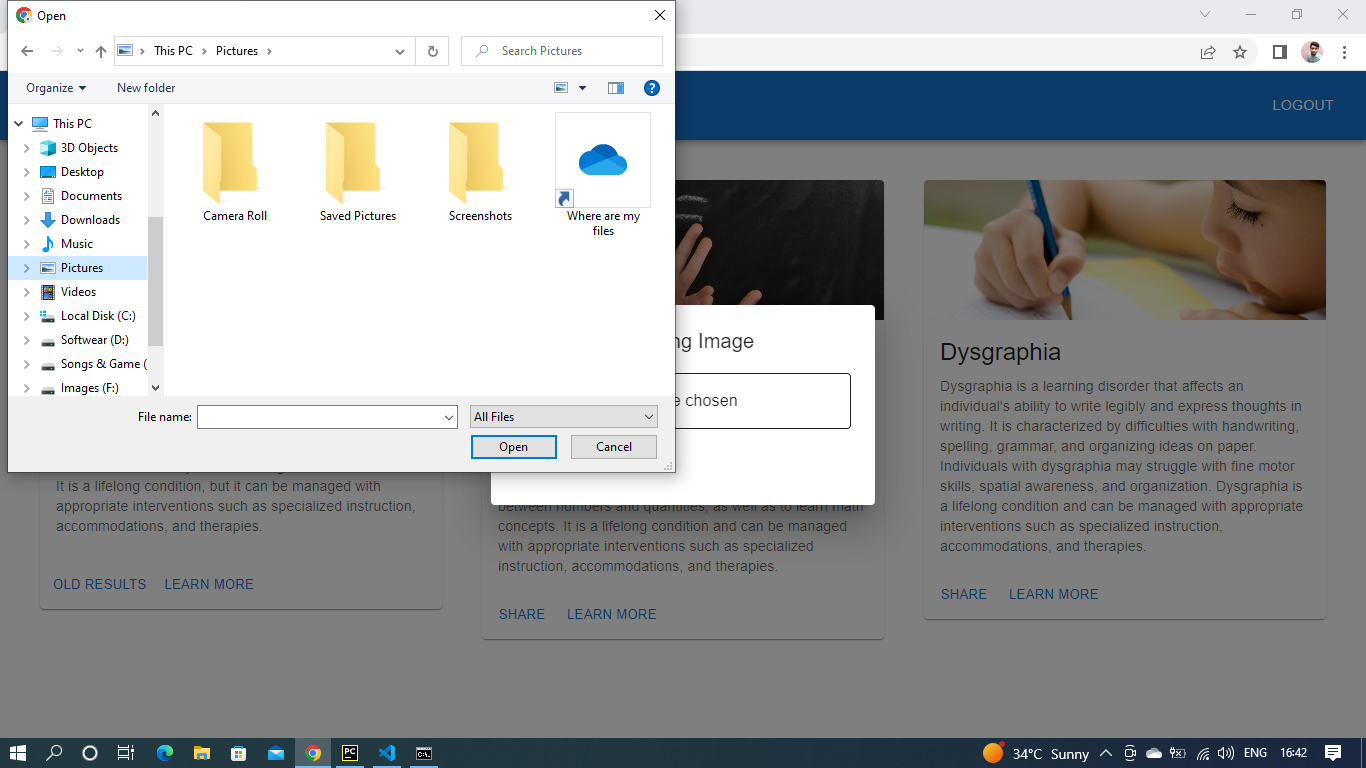 Open
This PC
Pictures
Search Pictures
Organize
New folder
LOGOUT
This PC
3D Objects
Desktop
Documents
Downloads
Music
Pictures
Videos
Local Disk (C:)
Softwear (D:)
Songs & Game (
Images (F:)
Camera Roll
Saved Pictures
Screenshots
Where are my
files
File name:
All Files
Open
Cancel
ng Image
e chosen
It is a lifelong condition, but it can be managed with
appropriate interventions such as specialized instruction,
accommodations, and therapies.
OLD RESULTS LEARN MORE
between numbers and quantities, as well as to learn math
concepts. It is a lifelong condition and can be managed
with appropriate interventions such as specialized
instruction, accommodations, and therapies.
SHARE LEARN MORE
Dysgraphia
Dysgraphia is a learning disorder that affects an
individual's ability to write legibly and express thoughts in
writing. It is characterized by difficulties with handwriting,
spelling, grammar, and organizing ideas on paper.
Individuals with dysgraphia may struggle with fine motor
skills, spatial awareness, and organization. Dysgraphia is
a lifelong condition and can be managed with appropriate
interventions such as specialized instruction,
accommodations, and therapies.
SHARE LEARN MORE
PC
C:\.
34°C Sunny
ENG
16:42